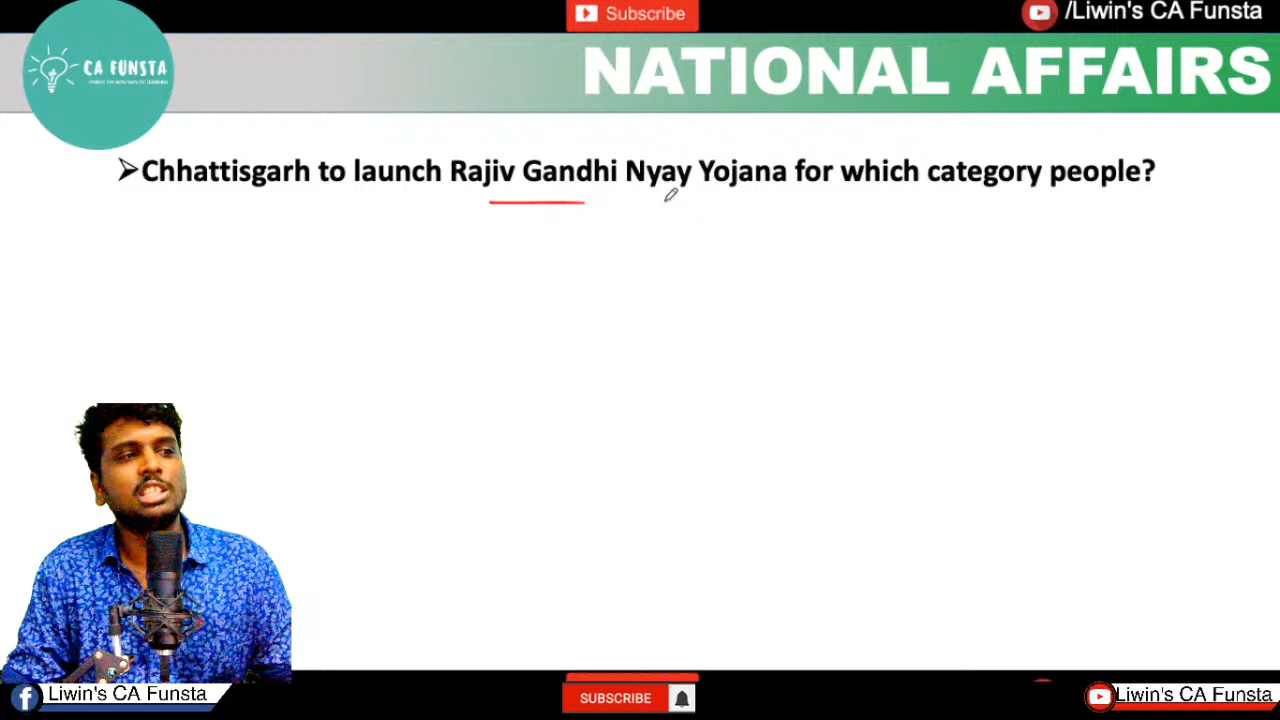 Subscribe
/Liwin's CA Funsta
CA FUNSTA
NATIONAL AFFAIRS
➢Chhattisgarh to launch Rajiv Gandhi Nyay Yojana for which category people?
Liwin's CA Funsta
SUBSCRIBE
Liwin's CA Funsta